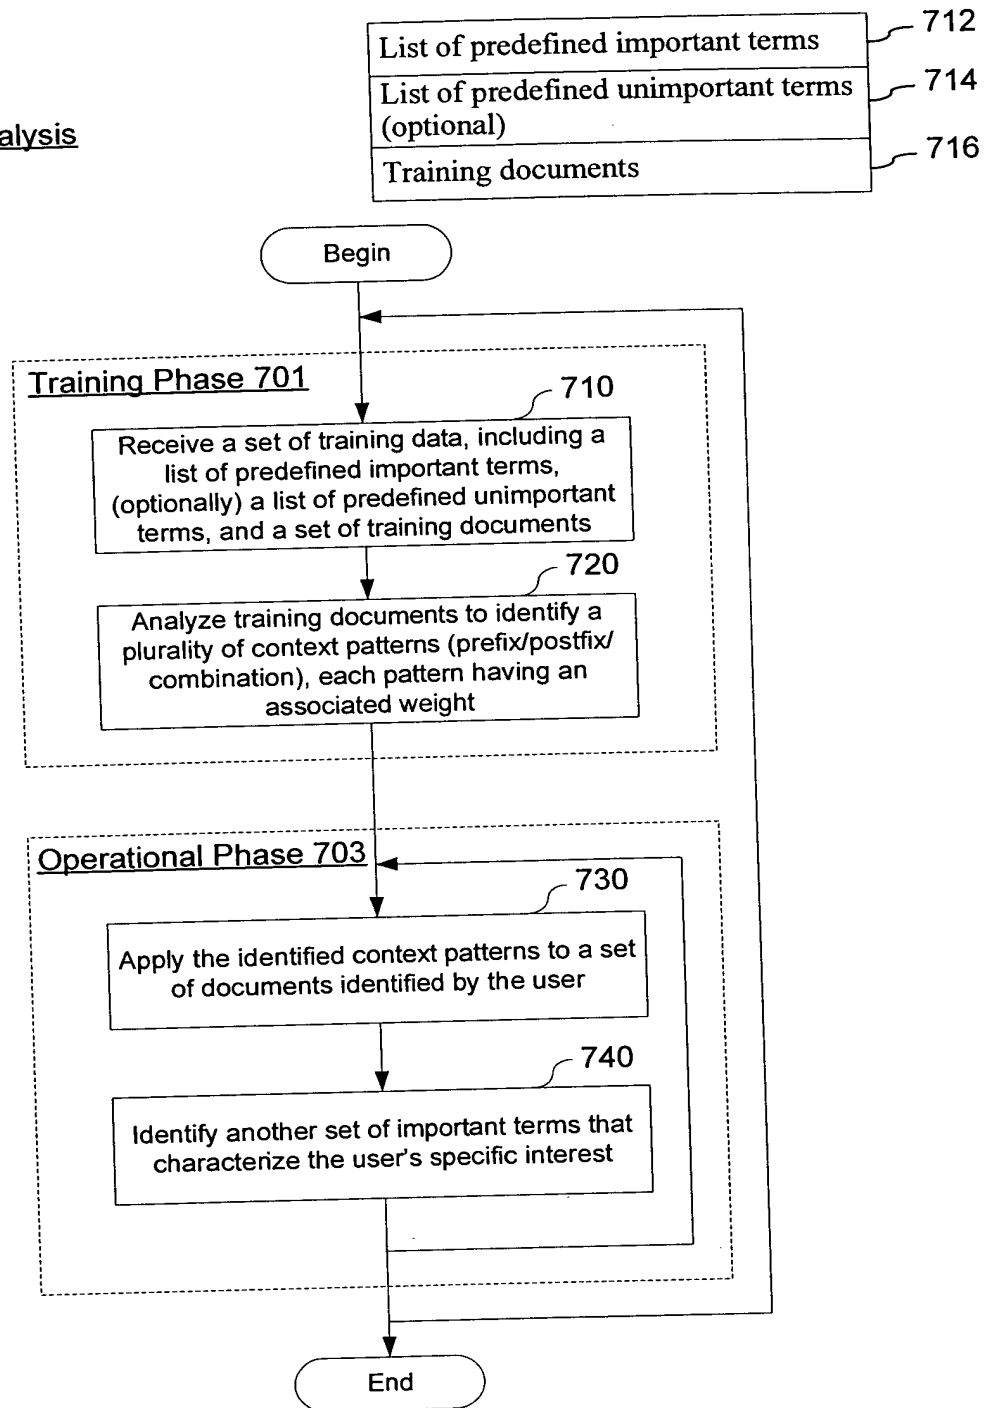 712
List of predefined important terms
714
List of predefined unimportant terms
(optional)
716
Training documents
alysis
Begin
Training Phase 701
710
Receive a set of training data, including a
list of predefined important terms,
(optionally) a list of predefined unimportant
terms, and a set of training documents
720
Analyze training documents to identify a
plurality of context patterns (prefix/postfix/
combination), each pattern having an
associated weight
Operational Phase 703
730
Apply the identified context patterns to a set
of documents identified by the user
740
Identify another set of important terms that
characterize the user's specific interest
End